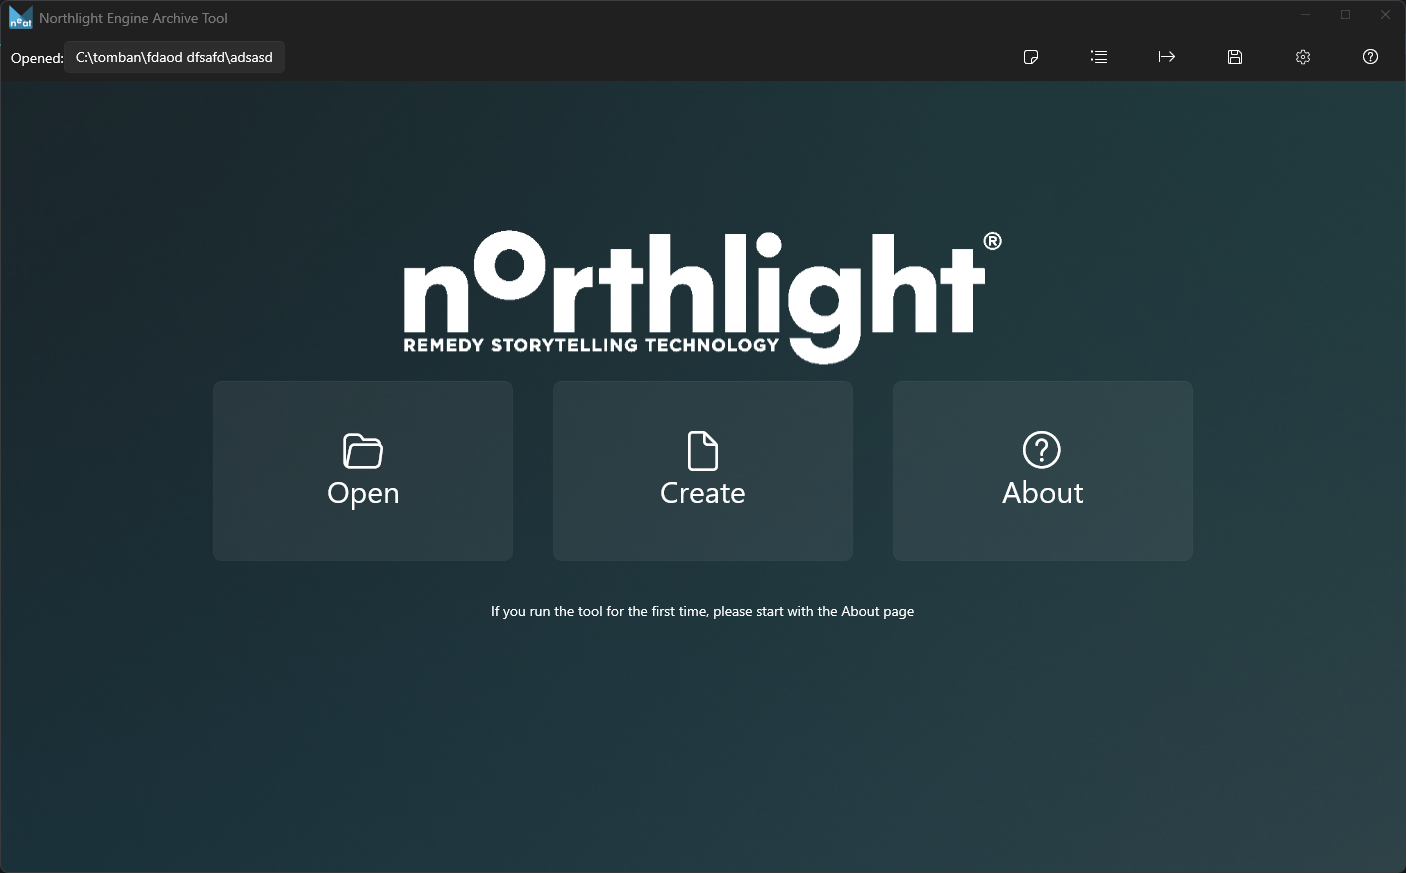 neat Northlight Engine Archive Tool
Opened: C:\tomban\fdaod dfsafd\adsasd
northlight®
REMEDY STORYTELLING TECHNOLOGY
Open Create About
If you run the tool for the first time, please start with the About page